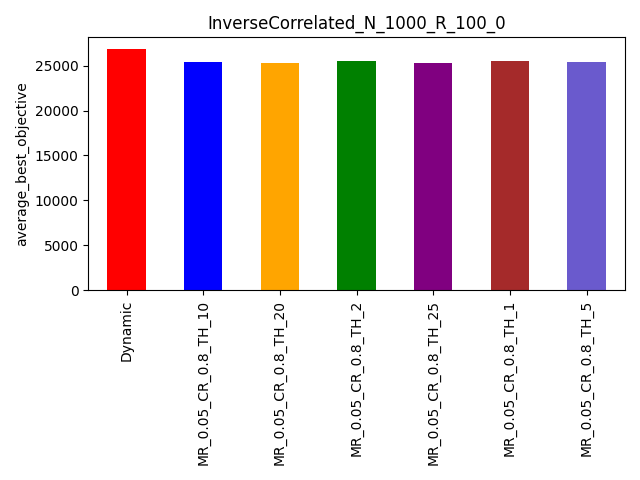 InverseCorrelated_N_1000_R_100_0
average_best_objective
25000
20000
15000
10000
5000
0
Dynamic
MR_0.05_CR_0.8_TH_10
MR_0.05_CR_0.8_TH_20
MR_0.05_CR_0.8_TH_2
MR_0.05_CR_0.8_TH_25
MR_0.05_CR_0.8_TH_1
MR_0.05_CR_0.8_TH_5